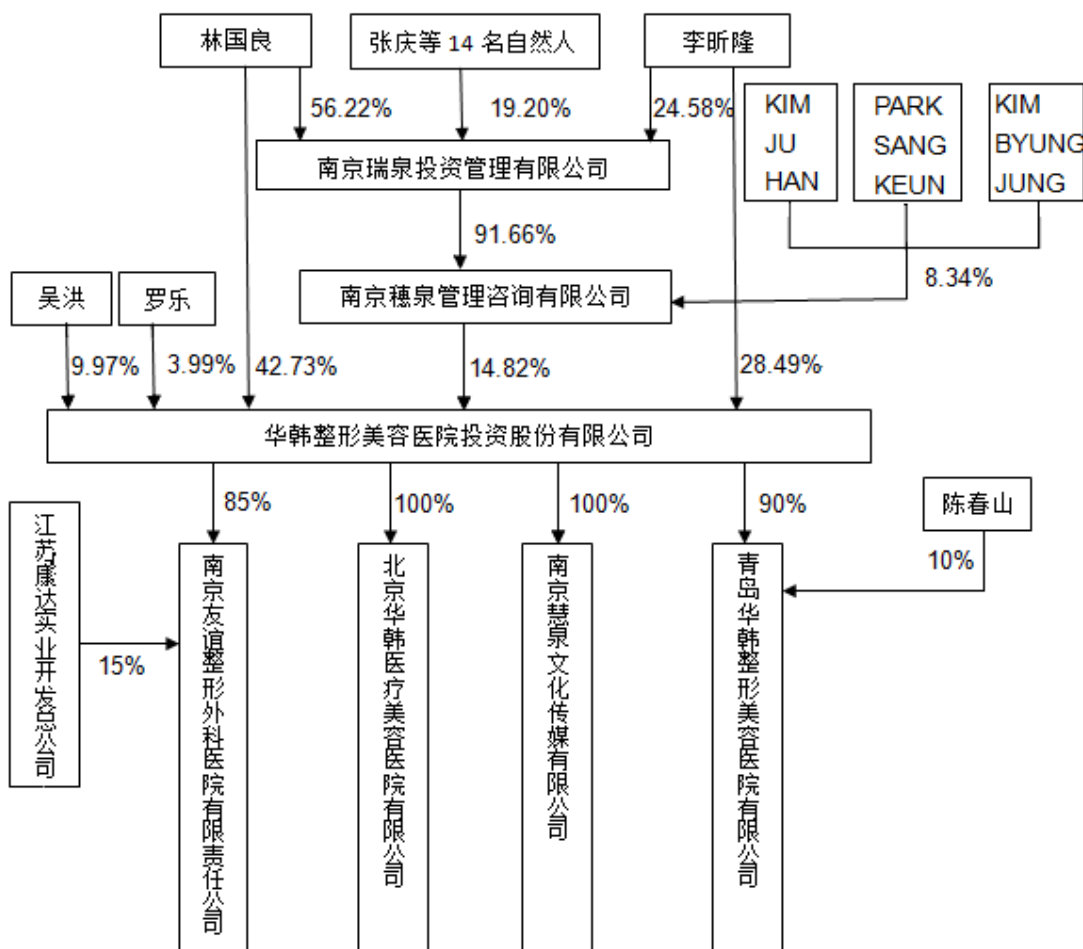 林国良
张庆等 14 名自然人
李昕隆
56.22%
19.20%
24.58%
KIM
JU
HAN
PARK
SANG
KEUN
KIM
BYUNG
JUNG
南京瑞泉投资管理有限公司
91.66%
8.34%
吴洪
罗乐
南京穗泉管理咨询有限公司
9.97%
3.99%
42.73%
14.82%
28.49%
华韩整形美容医院投资股份有限公司
85%
100%
100%
90%
陈春山
10%
江苏康达实业开发总公司
15%
南京友谊整形外科医院有限责任公司
北京华韩医疗美容医院有限公司
南京慧泉文化传媒有限公司
青岛华韩整形美容医院有限公司